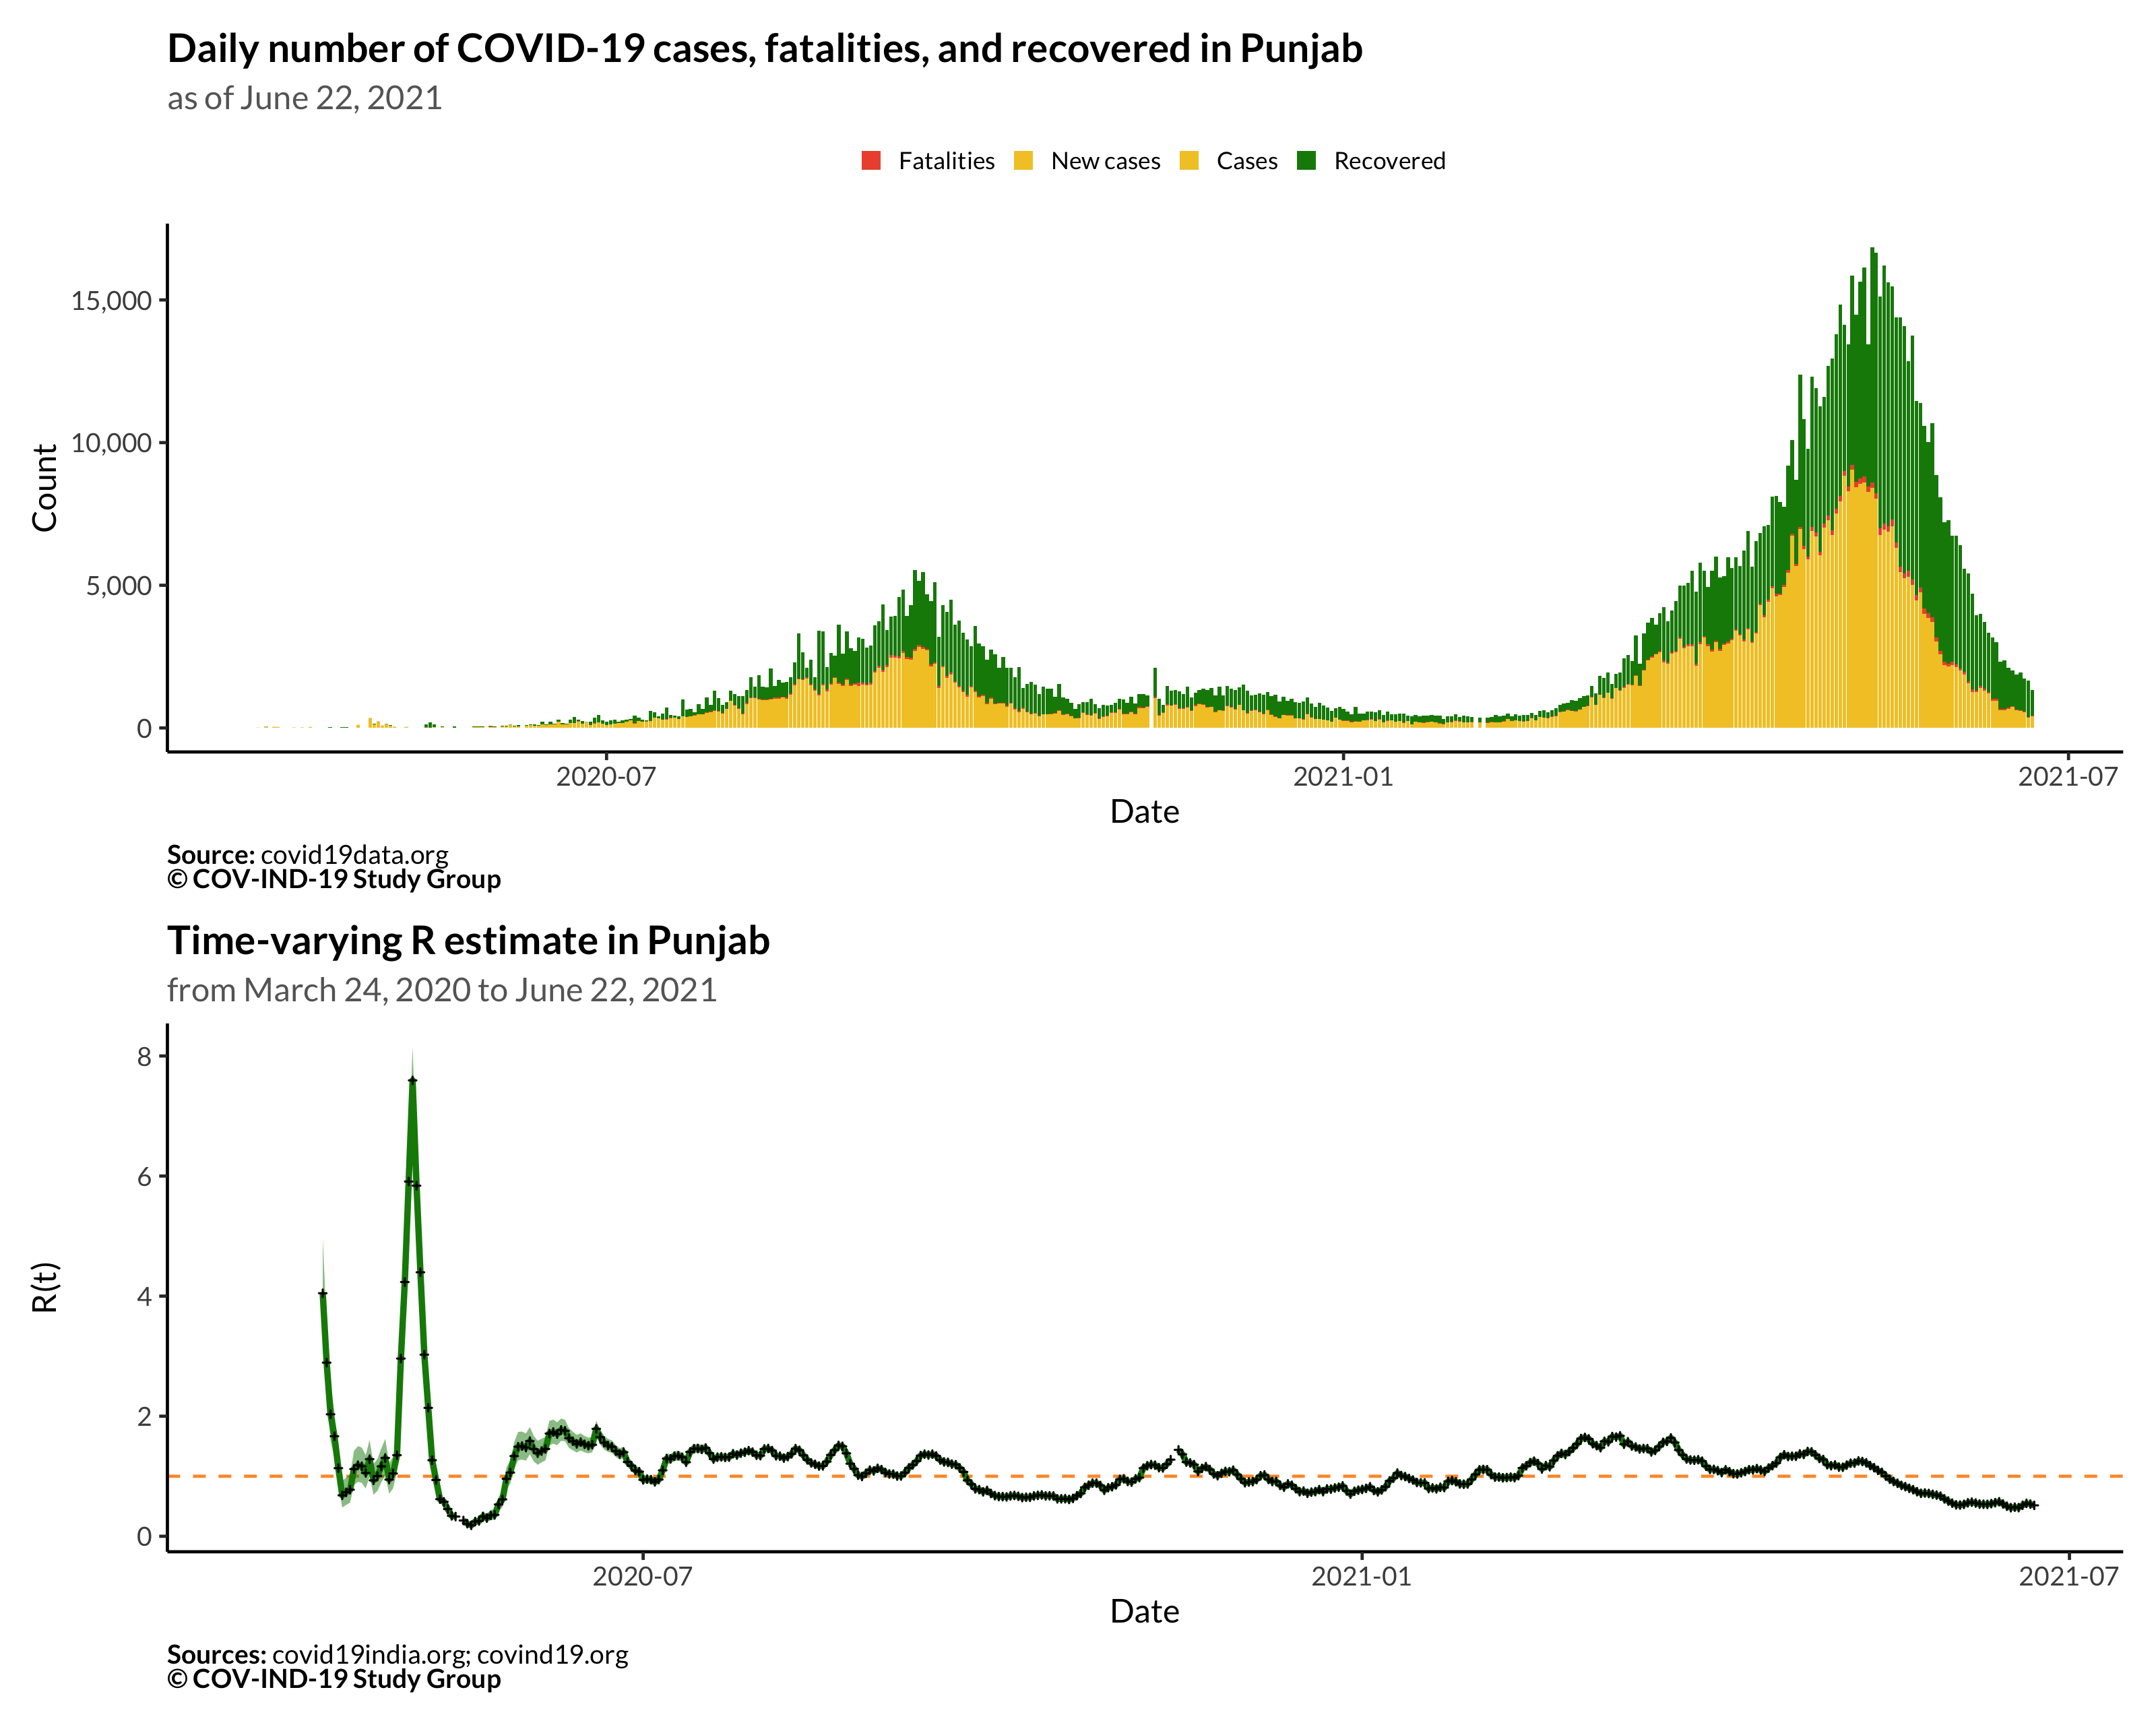 Daily number of COVID-19 cases, fatalities, and recovered in Punjab
as of June 22, 2021
Fatalities New cases Cases Recovered
Count
15,000
10,000
5,000
0
2020-07 2021-01 2021-07
Date
Source: covid19data.org
© COV-IND-19 Study Group
Time-varying R estimate in Punjab
from March 24, 2020 to June 22, 2021
R(t)
8
6
4
2
0
2020-07 2021-01 2021-07
Date
Sources: covid19india.org; covind19.org
© COV-IND-19 Study Group